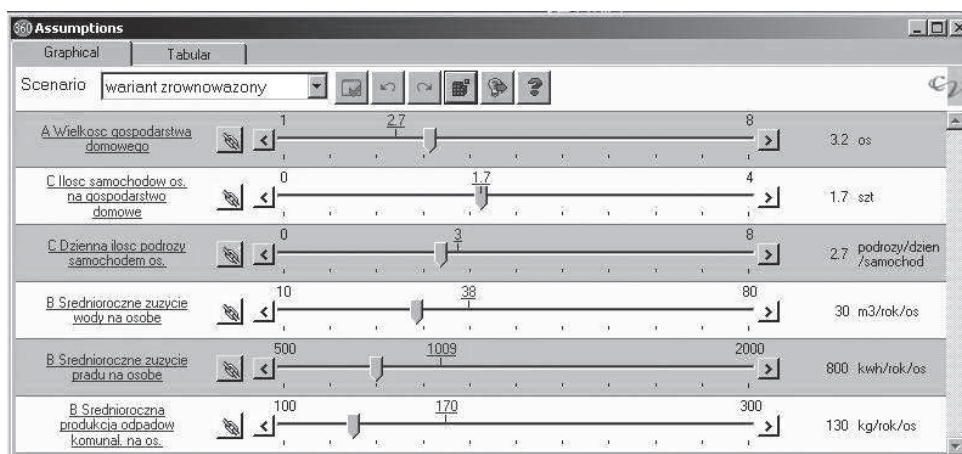 360 Assumptions
Graphical Tabular
Scenario wariant zrownowazony
1 2.7 8
A Wielkosc gospodarstwa
domowego
3.2 os
0 1.7 4
C Ilosc samochodow os.
na gospodarstwo
domowe
1.7 szt
0 3 8
C Dzienna ilosc podrozy
samochodem os.
2.7 podrozy/dzien
/samochod
10 38 80
B Srednioroczne zuzycie
wody na osobe
30 m3/rok/os
500 1009 2000
B Srednioroczne zuzycie
pradu na osobe
800 kwh/rok/os
100 170 300
B Srednioroczna
produkcja odpadow
komunal. na os.
130 kg/rok/os